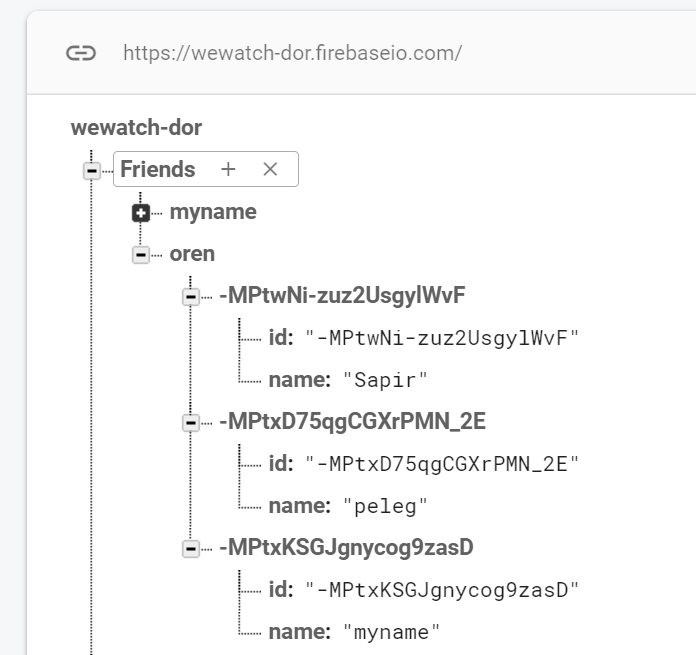 https://wewatch-dor.firebaseio.com/
wewatch-dor
Friends
myname
oren
-MPtwNi-zuz2UsgylWvF
id: "-MPtwNi-zuz2UsgylWvF"
name: "Sapir"
-MPtxD75qgCGXrPMN_2E
id: "-MPtxD75qgCGXrPMN_2E"
name: "peleg"
-MPtxKSGJgnycog9zasD
id: "-MPtxKSGJgnycog9zasD"
name: "myname"